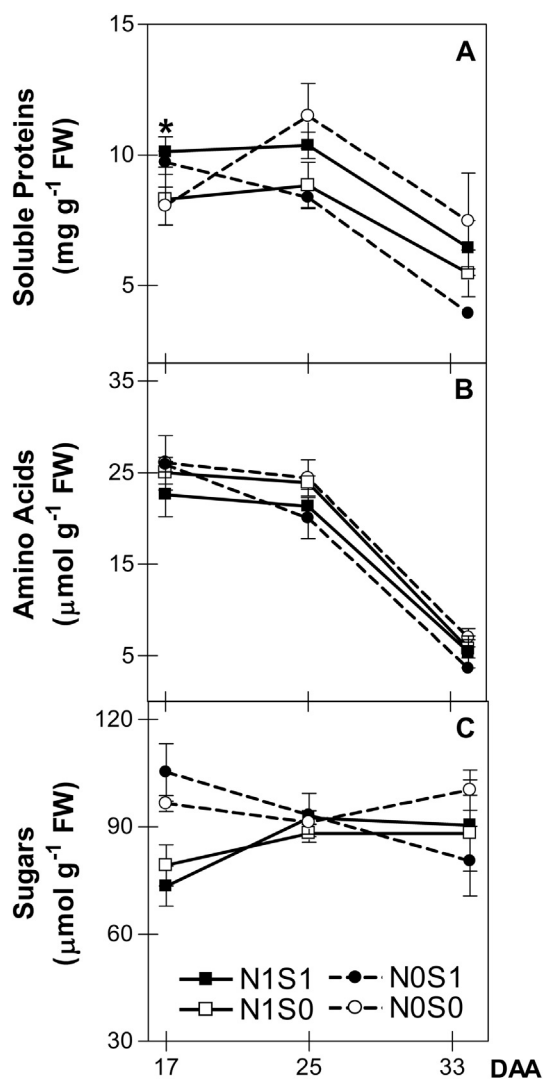 15
A
*
10
5
Soluble Proteins
(mg g⁻¹ FW)
35
B
25
15
5
Amino Acids
(µmol g⁻¹ FW)
120
C
90
60
30
Sugars
(µmol g⁻¹ FW)
N1S1 N0S1
N1S0 N0S0
17 25 33 DAA